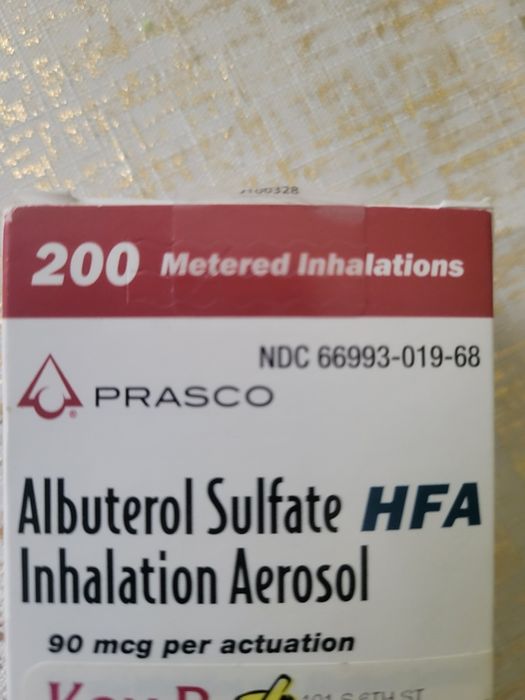 200 Metered Inhalations
NDC 66993-019-68
PRASCO
Albuterol Sulfate HFA
Inhalation Aerosol
90 mcg per actuation